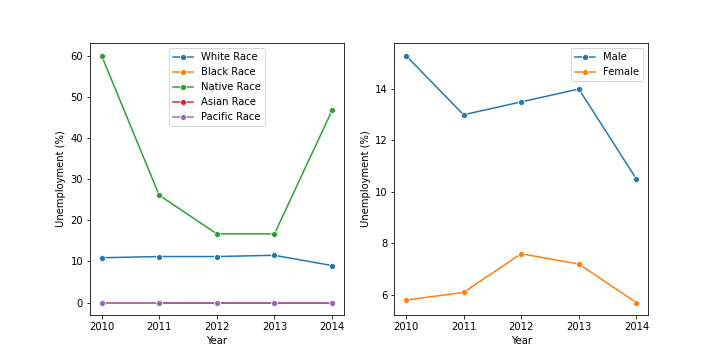 60
50
40
30
20
10
0
Unemployment (%)
2010 2011 2012 2013 2014
Year
White Race
Black Race
Native Race
Asian Race
Pacific Race
14
12
10
8
6
Unemployment (%)
2010 2011 2012 2013 2014
Year
Male
Female